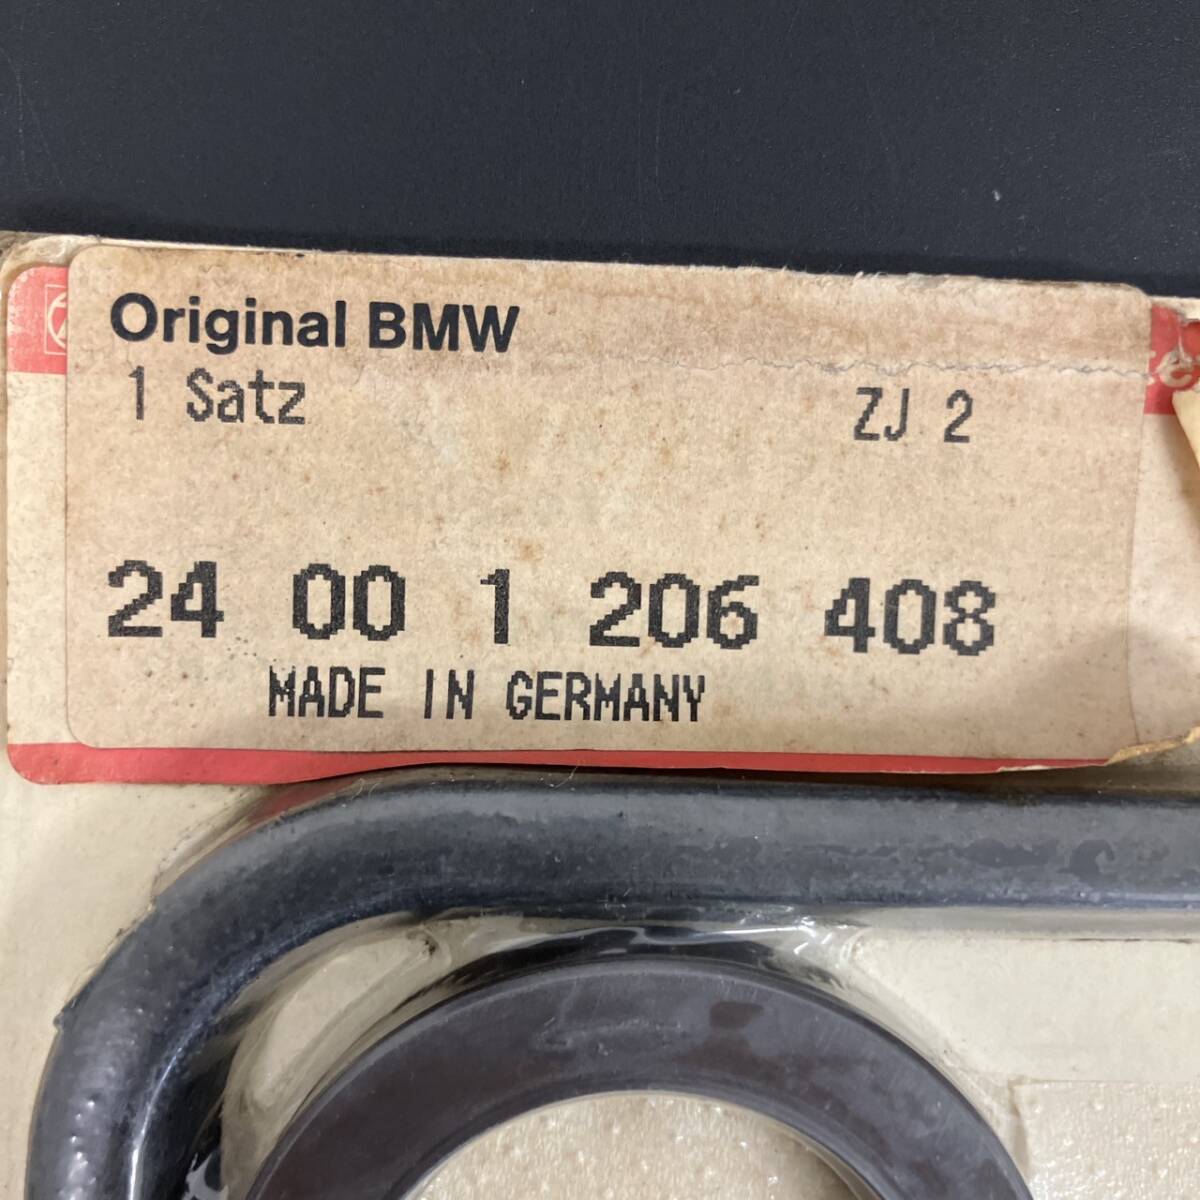 Original BMW
1 Satz ZJ 2
24 00 1 206 408
MADE IN GERMANY